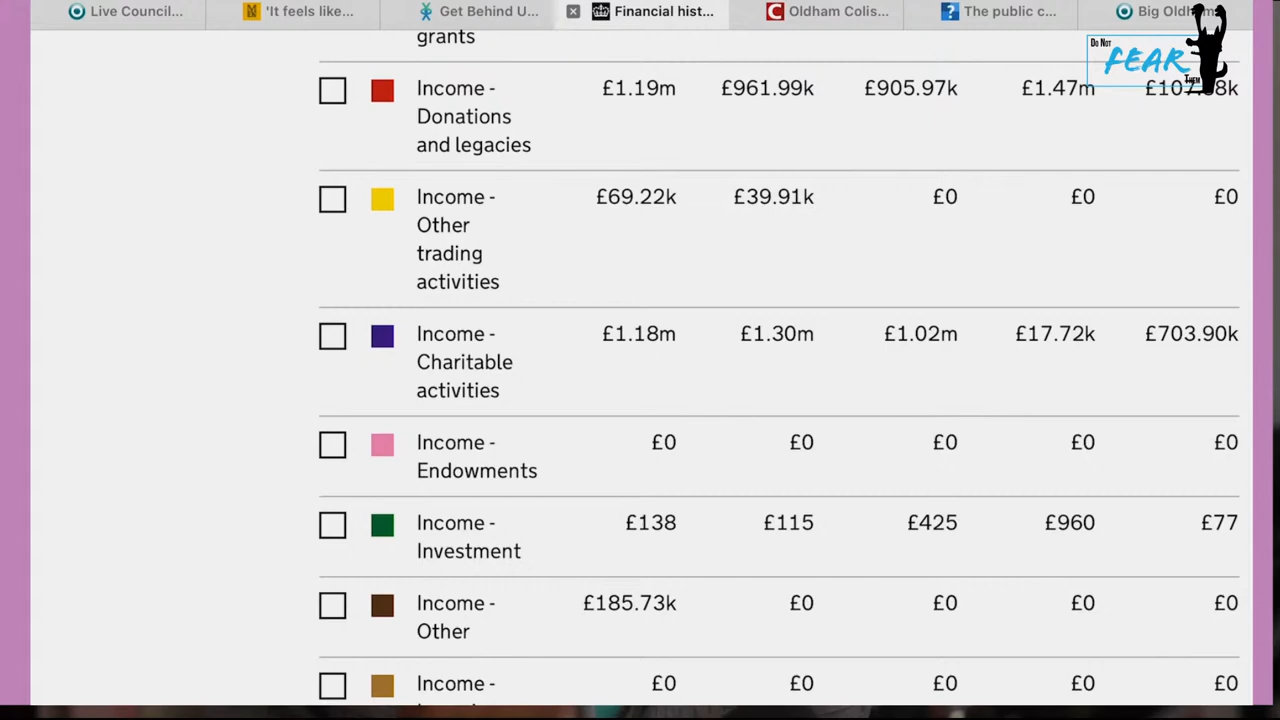 Live Council...
'It feels like...
Get Behind U...
Financial hist...
Oldham Colis...
The public c...
Big Oldham
DO NOT
FEAR
THEM
grants
Income - £1.19m £961.99k £905.97k £1.47m
Donations
and legacies
Income - £69.22k £39.91k £0 £0 £0
Other
trading
activities
Income - £1.18m £1.30m £1.02m £17.72k £703.90k
Charitable
activities
Income - £0 £0 £0 £0 £0
Endowments
Income - £138 £115 £425 £960 £77
Investment
Income - £185.73k £0 £0 £0 £0
Other
Income - £0 £0 £0 £0 £0